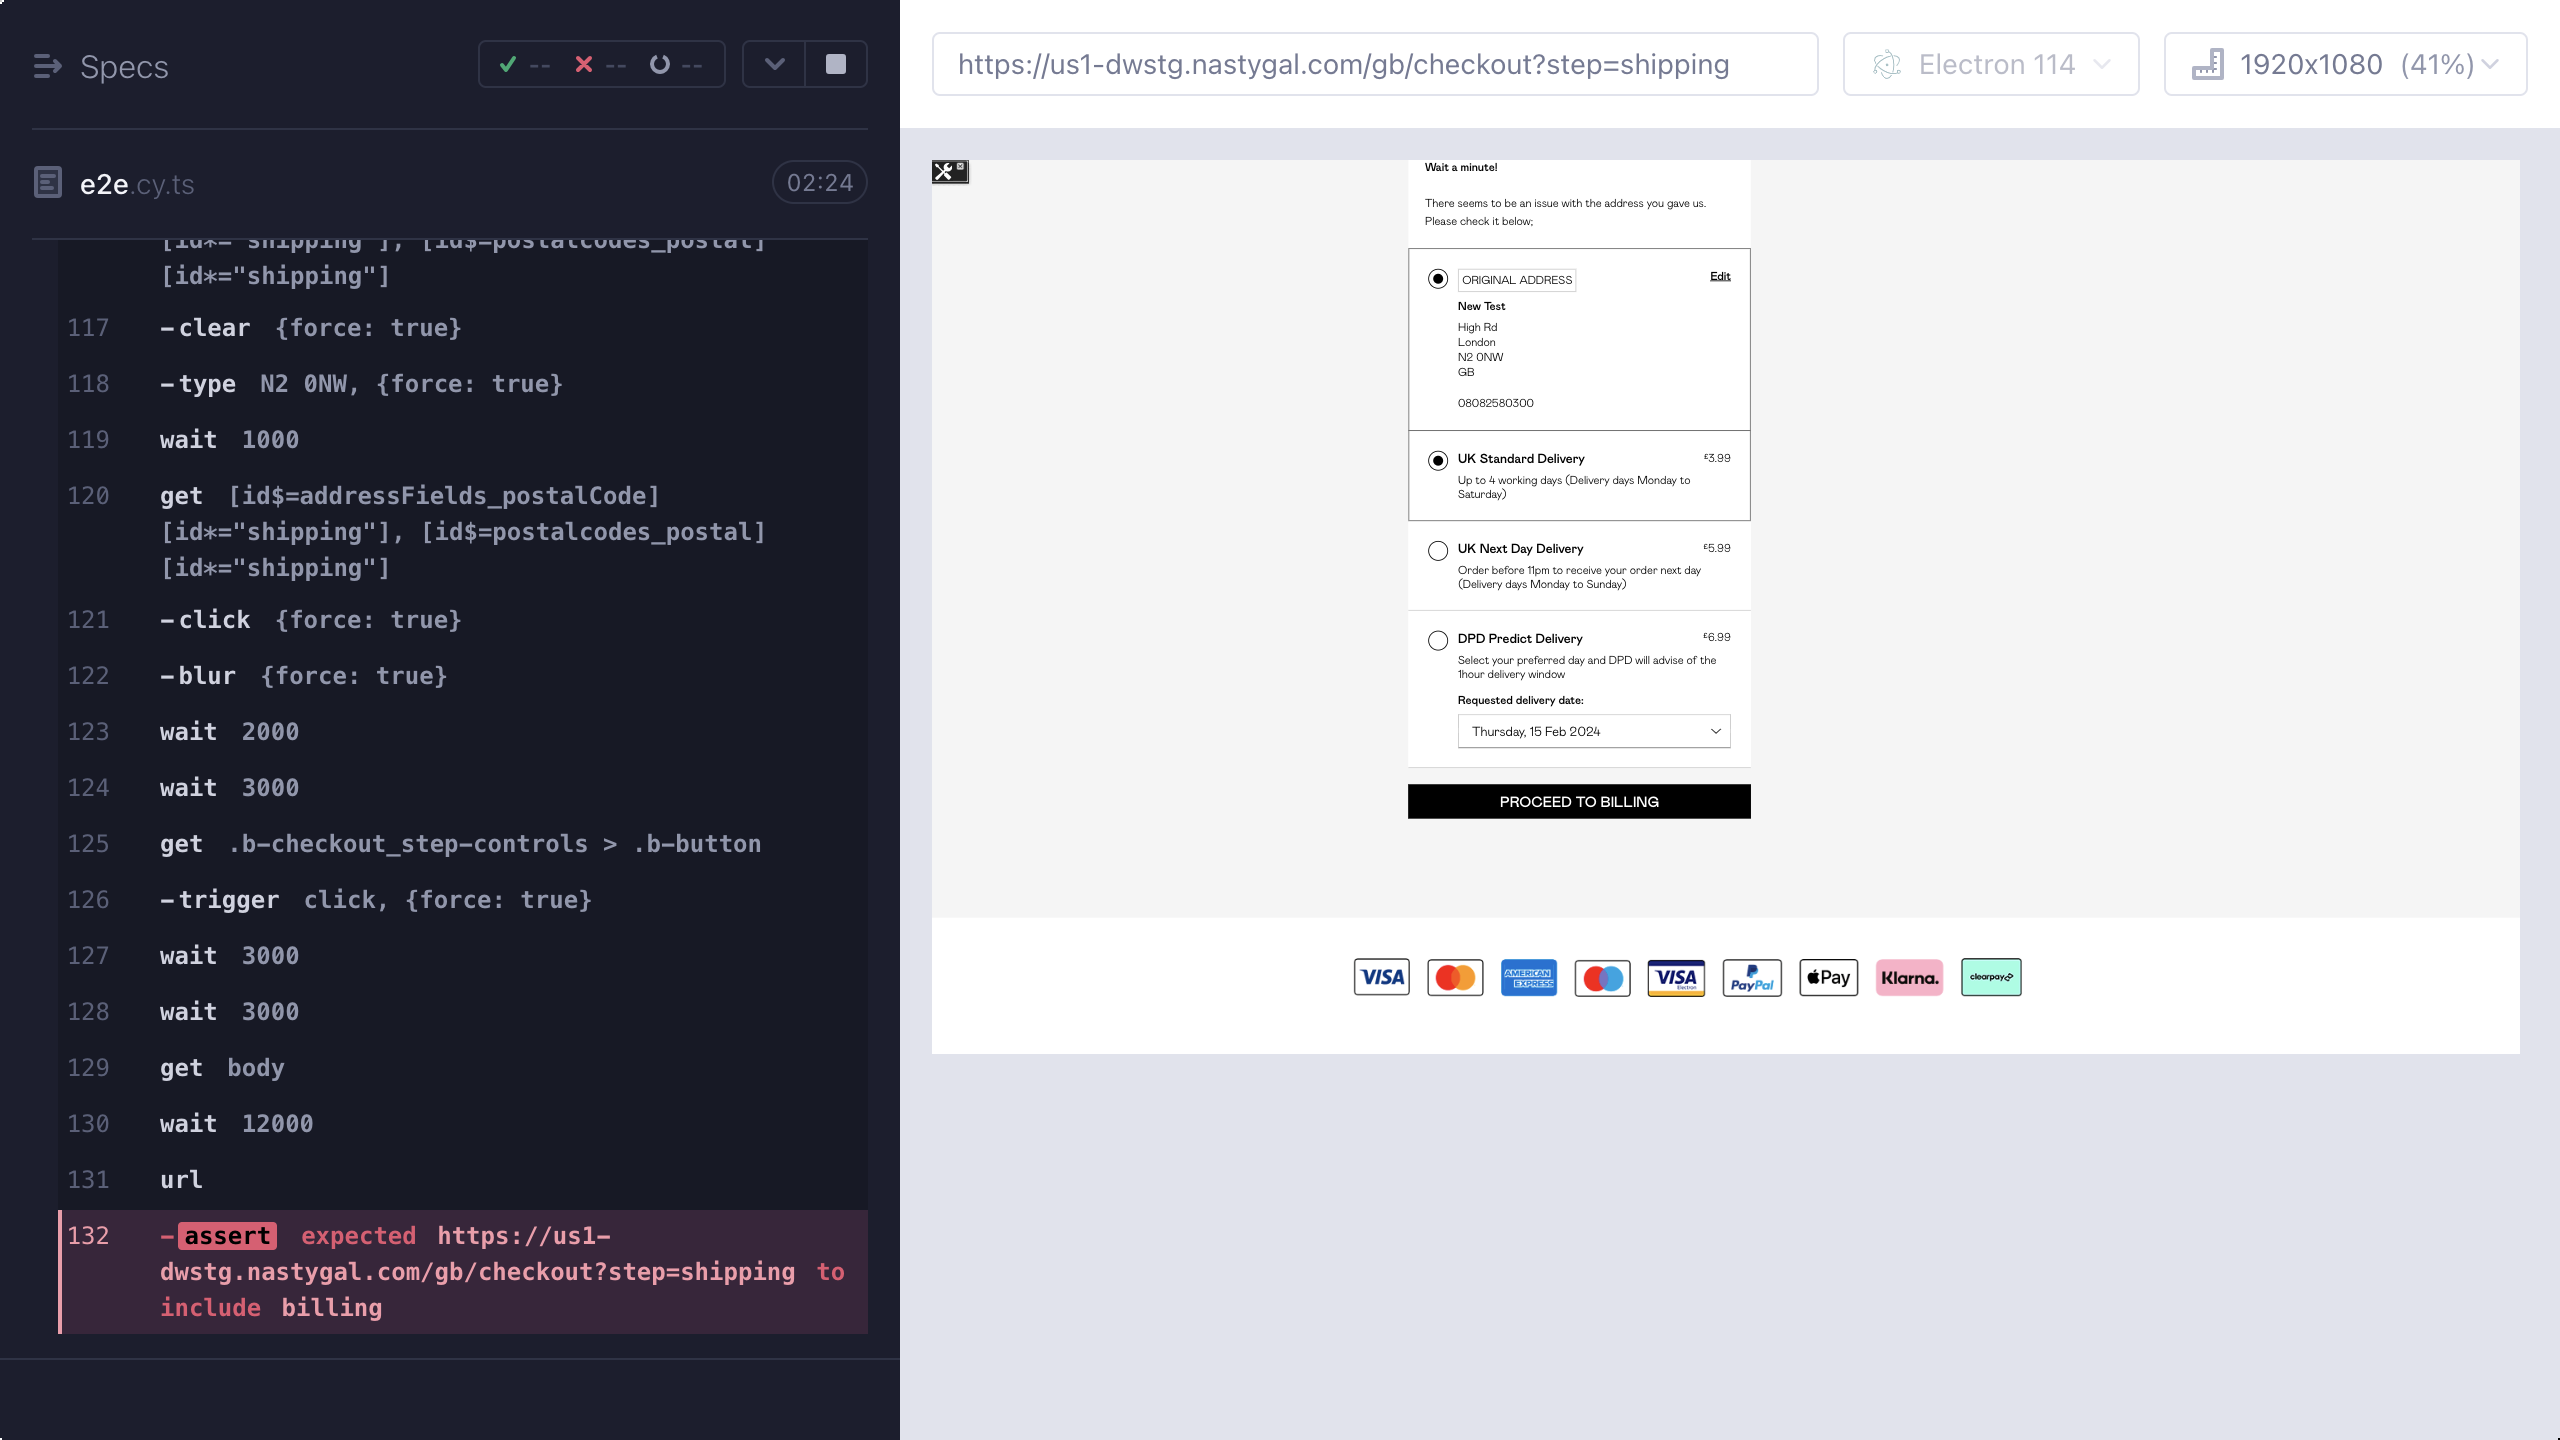 Specs
-- -- --
e2e.cy.ts
02:24
[id*="shipping"], [id$=postalcodes_postal]
[id*="shipping"]
117 -clear {force: true}
118 -type N2 0NW, {force: true}
119 wait 1000
120 get [id$=addressFields_postalCode]
[id*="shipping"], [id$=postalcodes_postal]
[id*="shipping"]
121 -click {force: true}
122 -blur {force: true}
123 wait 2000
124 wait 3000
125 get .b-checkout_step-controls > .b-button
126 -trigger click, {force: true}
127 wait 3000
128 wait 3000
129 get body
130 wait 12000
131 url
132 -assert expected https://us1-
dwstg.nastygal.com/gb/checkout?step=shipping to
include billing
https://us1-dwstg.nastygal.com/gb/checkout?step=shipping
Electron 114
1920x1080 (41%)
Wait a minute!
There seems to be an issue with the address you gave us.
Please check it below;
ORIGINAL ADDRESS
Edit
New Test
High Rd
London
N2 0NW
GB
08082580300
UK Standard Delivery £3.99
Up to 4 working days (Delivery days Monday to
Saturday)
UK Next Day Delivery £5.99
Order before 11pm to receive your order next day
(Delivery days Monday to Sunday)
DPD Predict Delivery £6.99
Select your preferred day and DPD will advise of the
1hour delivery window
Requested delivery date:
Thursday, 15 Feb 2024
PROCEED TO BILLING
VISA
AMERICAN
EXPRESS
VISA
Electron
PayPal
Pay
Klarna.
clearpay